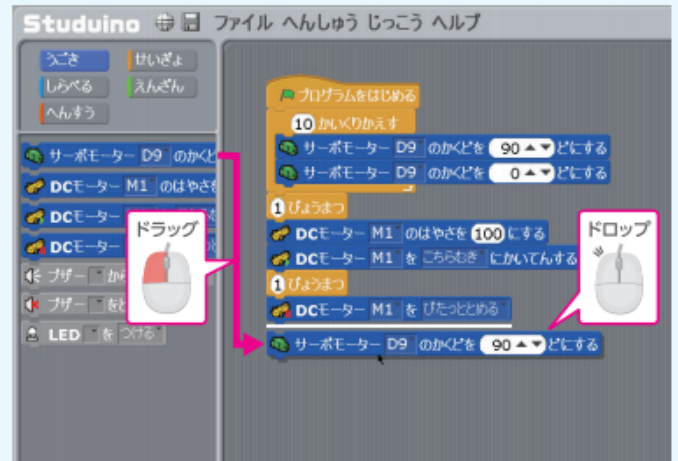 Studuino ファイル へんしゅう じっこう ヘルプ
うごき せいぎょ
しらべる えんざん
へんすう
サーボモーター D9 のかくど
DCモーター M1 のはやさを
DCモーター
DCモーター
ブザー から
ブザー を
LED を つける
ドラッグ
プログラムをはじめる
10 かいくりかえす
サーボモーター D9 のかくどを 90 どにする
サーボモーター D9 のかくどを 0 どにする
1 びょうまつ
DCモーター M1 のはやさを 100 にする
DCモーター M1 を こちらむき にかいてんする
1 びょうまつ
DCモーター M1 を ぴたっととめる
サーボモーター D9 のかくどを 90 どにする
ドロップ